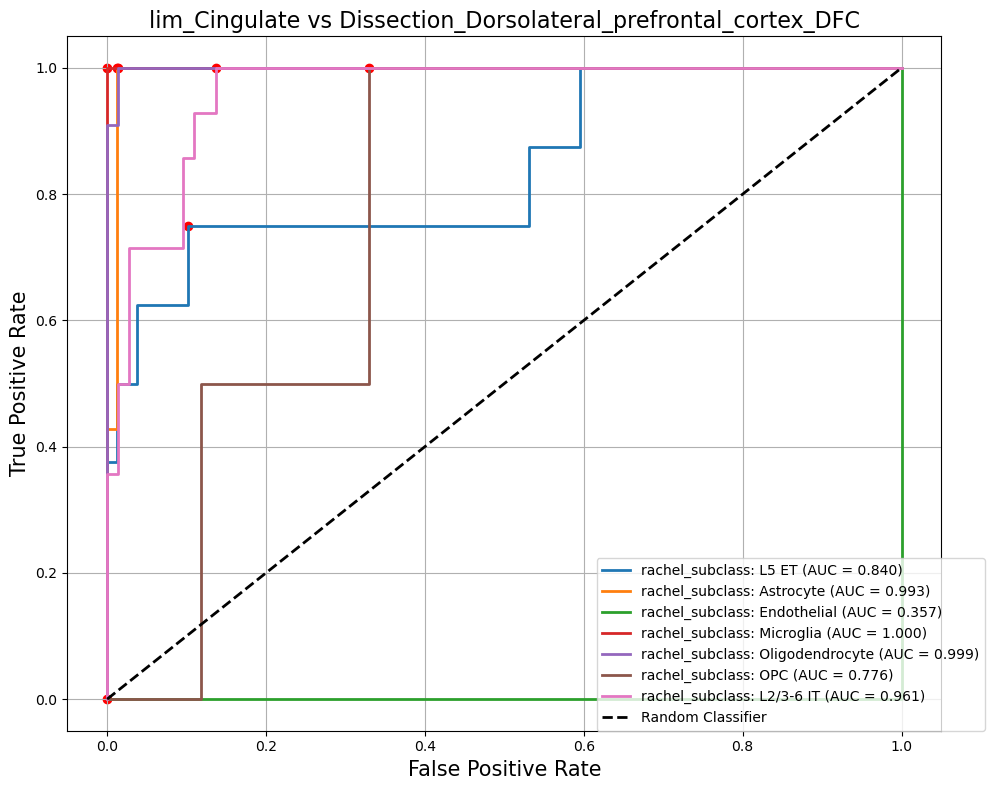 lim_Cingulate vs Dissection_Dorsolateral_prefrontal_cortex_DFC
True Positive Rate
1.0
0.8
0.6
0.4
0.2
0.0
rachel_subclass: L5 ET (AUC = 0.840)
rachel_subclass: Astrocyte (AUC = 0.993)
rachel_subclass: Endothelial (AUC = 0.357)
rachel_subclass: Microglia (AUC = 1.000)
rachel_subclass: Oligodendrocyte (AUC = 0.999)
rachel_subclass: OPC (AUC = 0.776)
rachel_subclass: L2/3-6 IT (AUC = 0.961)
Random Classifier
0.0 0.2 0.4 0.6 0.8 1.0
False Positive Rate